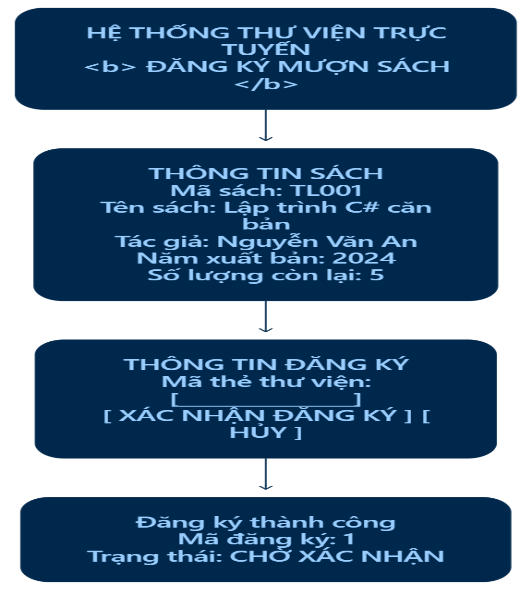 HỆ THỐNG THƯ VIỆN TRỰC
TUYẾN
<b> ĐĂNG KÝ MƯỢN SÁCH
</b>
THÔNG TIN SÁCH
Mã sách: TL001
Tên sách: Lập trình C# căn
bản
Tác giả: Nguyễn Văn An
Năm xuất bản: 2024
Số lượng còn lại: 5
THÔNG TIN ĐĂNG KÝ
Mã thẻ thư viện:
[________________]
[ XÁC NHẬN ĐĂNG KÝ ] [
HỦY ]
Đăng ký thành công
Mã đăng ký: 1
Trạng thái: CHỜ XÁC NHẬN